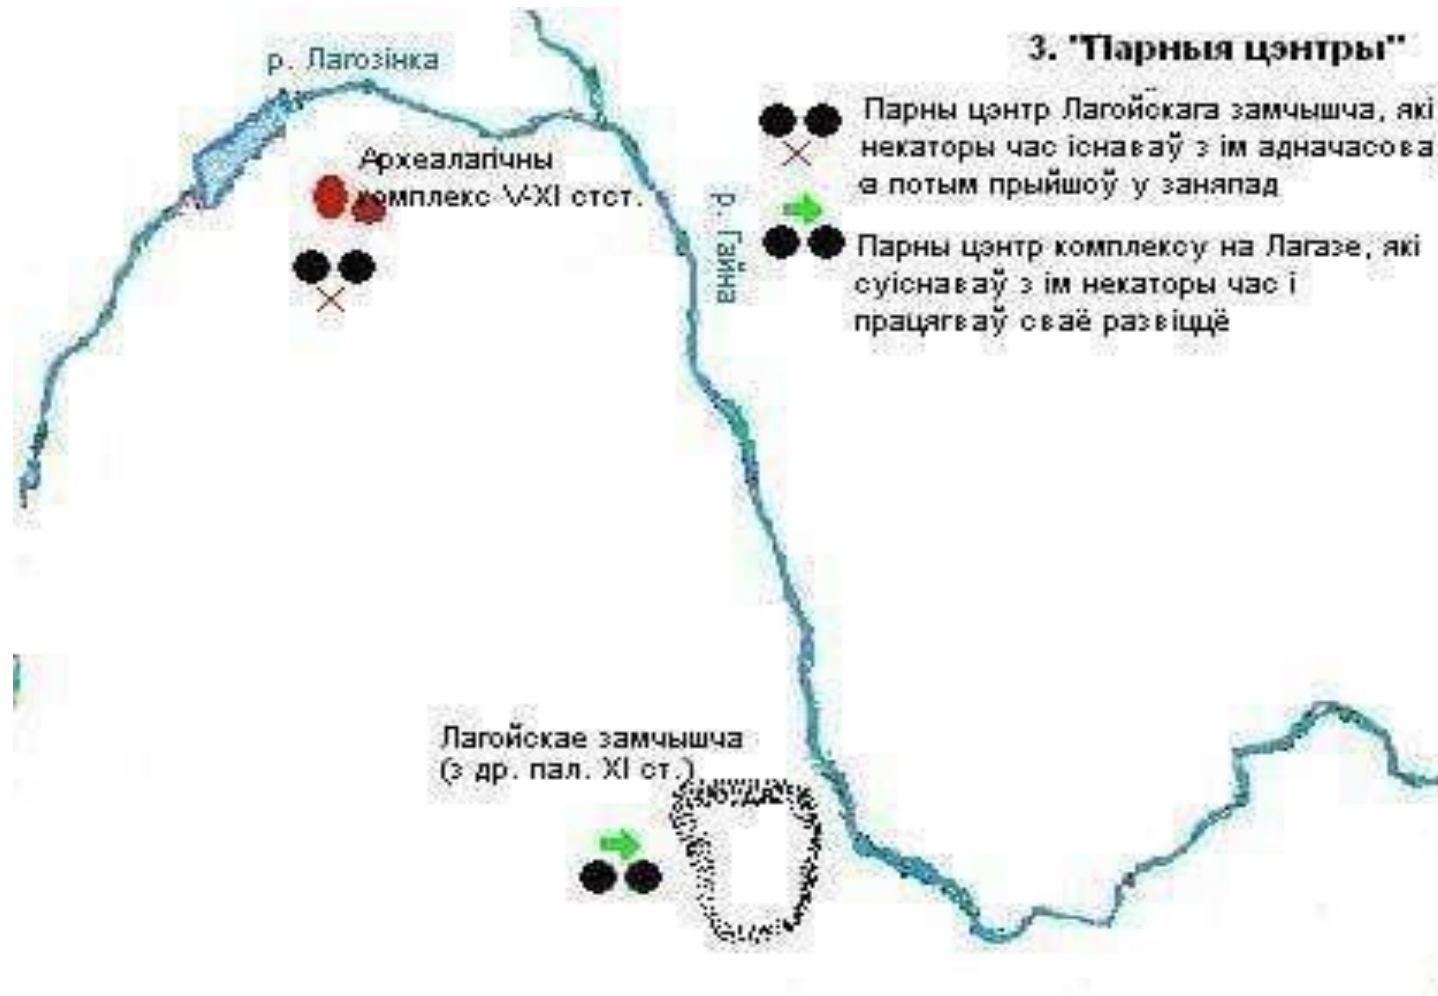 р. Лагозінка
3. "Парныя цэнтры"
Парны цэнтр Лагойскага замчышча, які
некаторы час існаваў з ім адначасова
а потым прыйшоў у заняпад
Археалагічны
комплекс V-XI стст.
р. Гайна
Парны цэнтр комплексу на Лагазе, які
суіснаваў з ім некаторы час і
працягваў сваё развіццё
Лагойскае замчышча
(з др. пал. XI ст.)